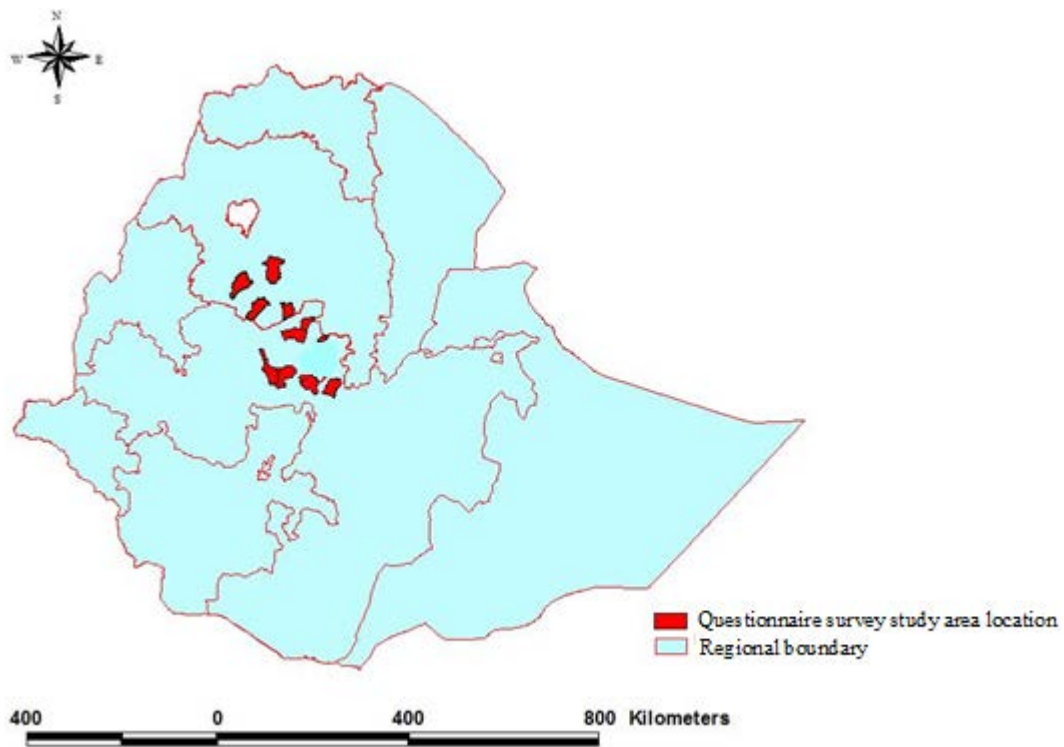 N
W E
S
Questionnaire survey study area location
Regional boundary
400 0 400 800 Kilometers